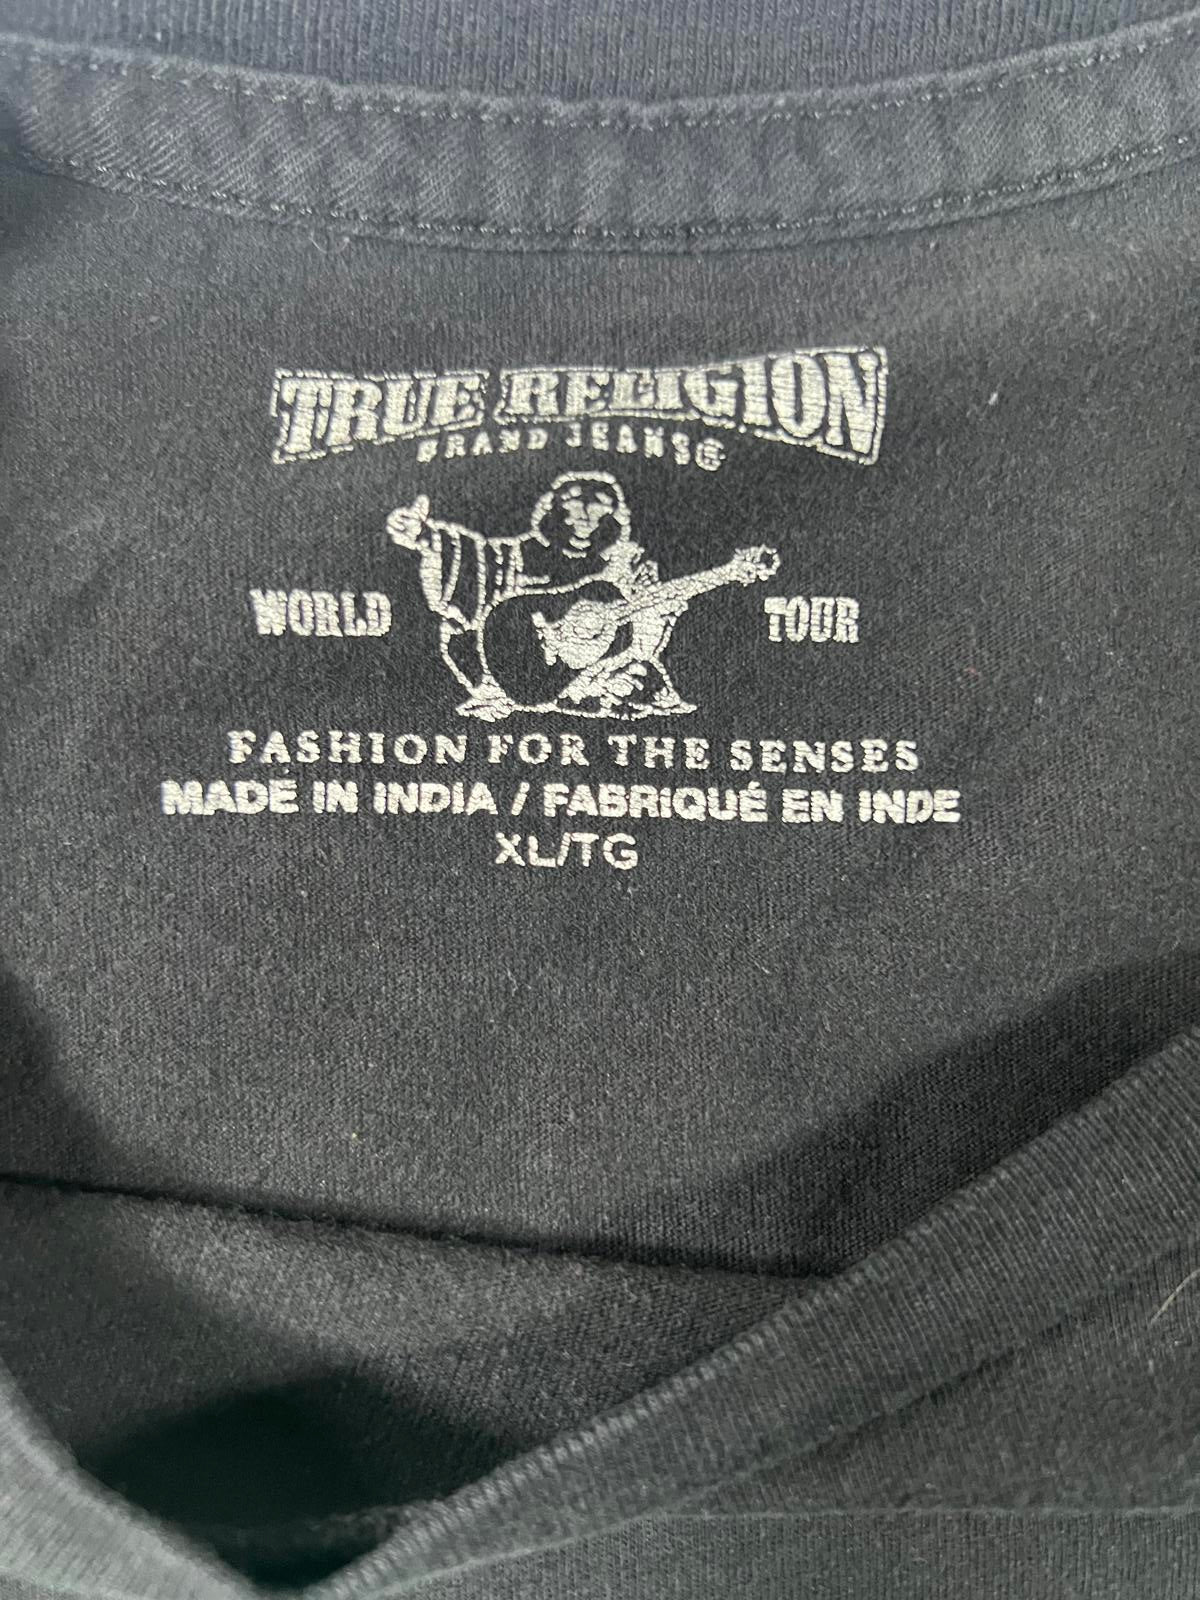 TRUE RELIGION
BRAND JEANS®
WORLD TOUR
FASHION FOR THE SENSES
MADE IN INDIA / FABRIQUÉ EN INDE
XL/TG